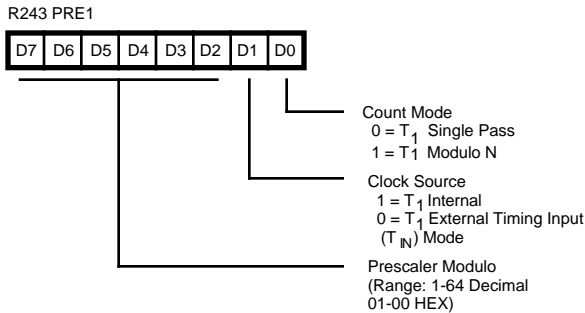 R243 PRE1
D7 D6 D5 D4 D3 D2 D1 D0
Count Mode
0 = T1 Single Pass
1 = T1 Modulo N
Clock Source
1 = T1 Internal
0 = T1 External Timing Input
(TIN) Mode
Prescaler Modulo
(Range: 1-64 Decimal
01-00 HEX)